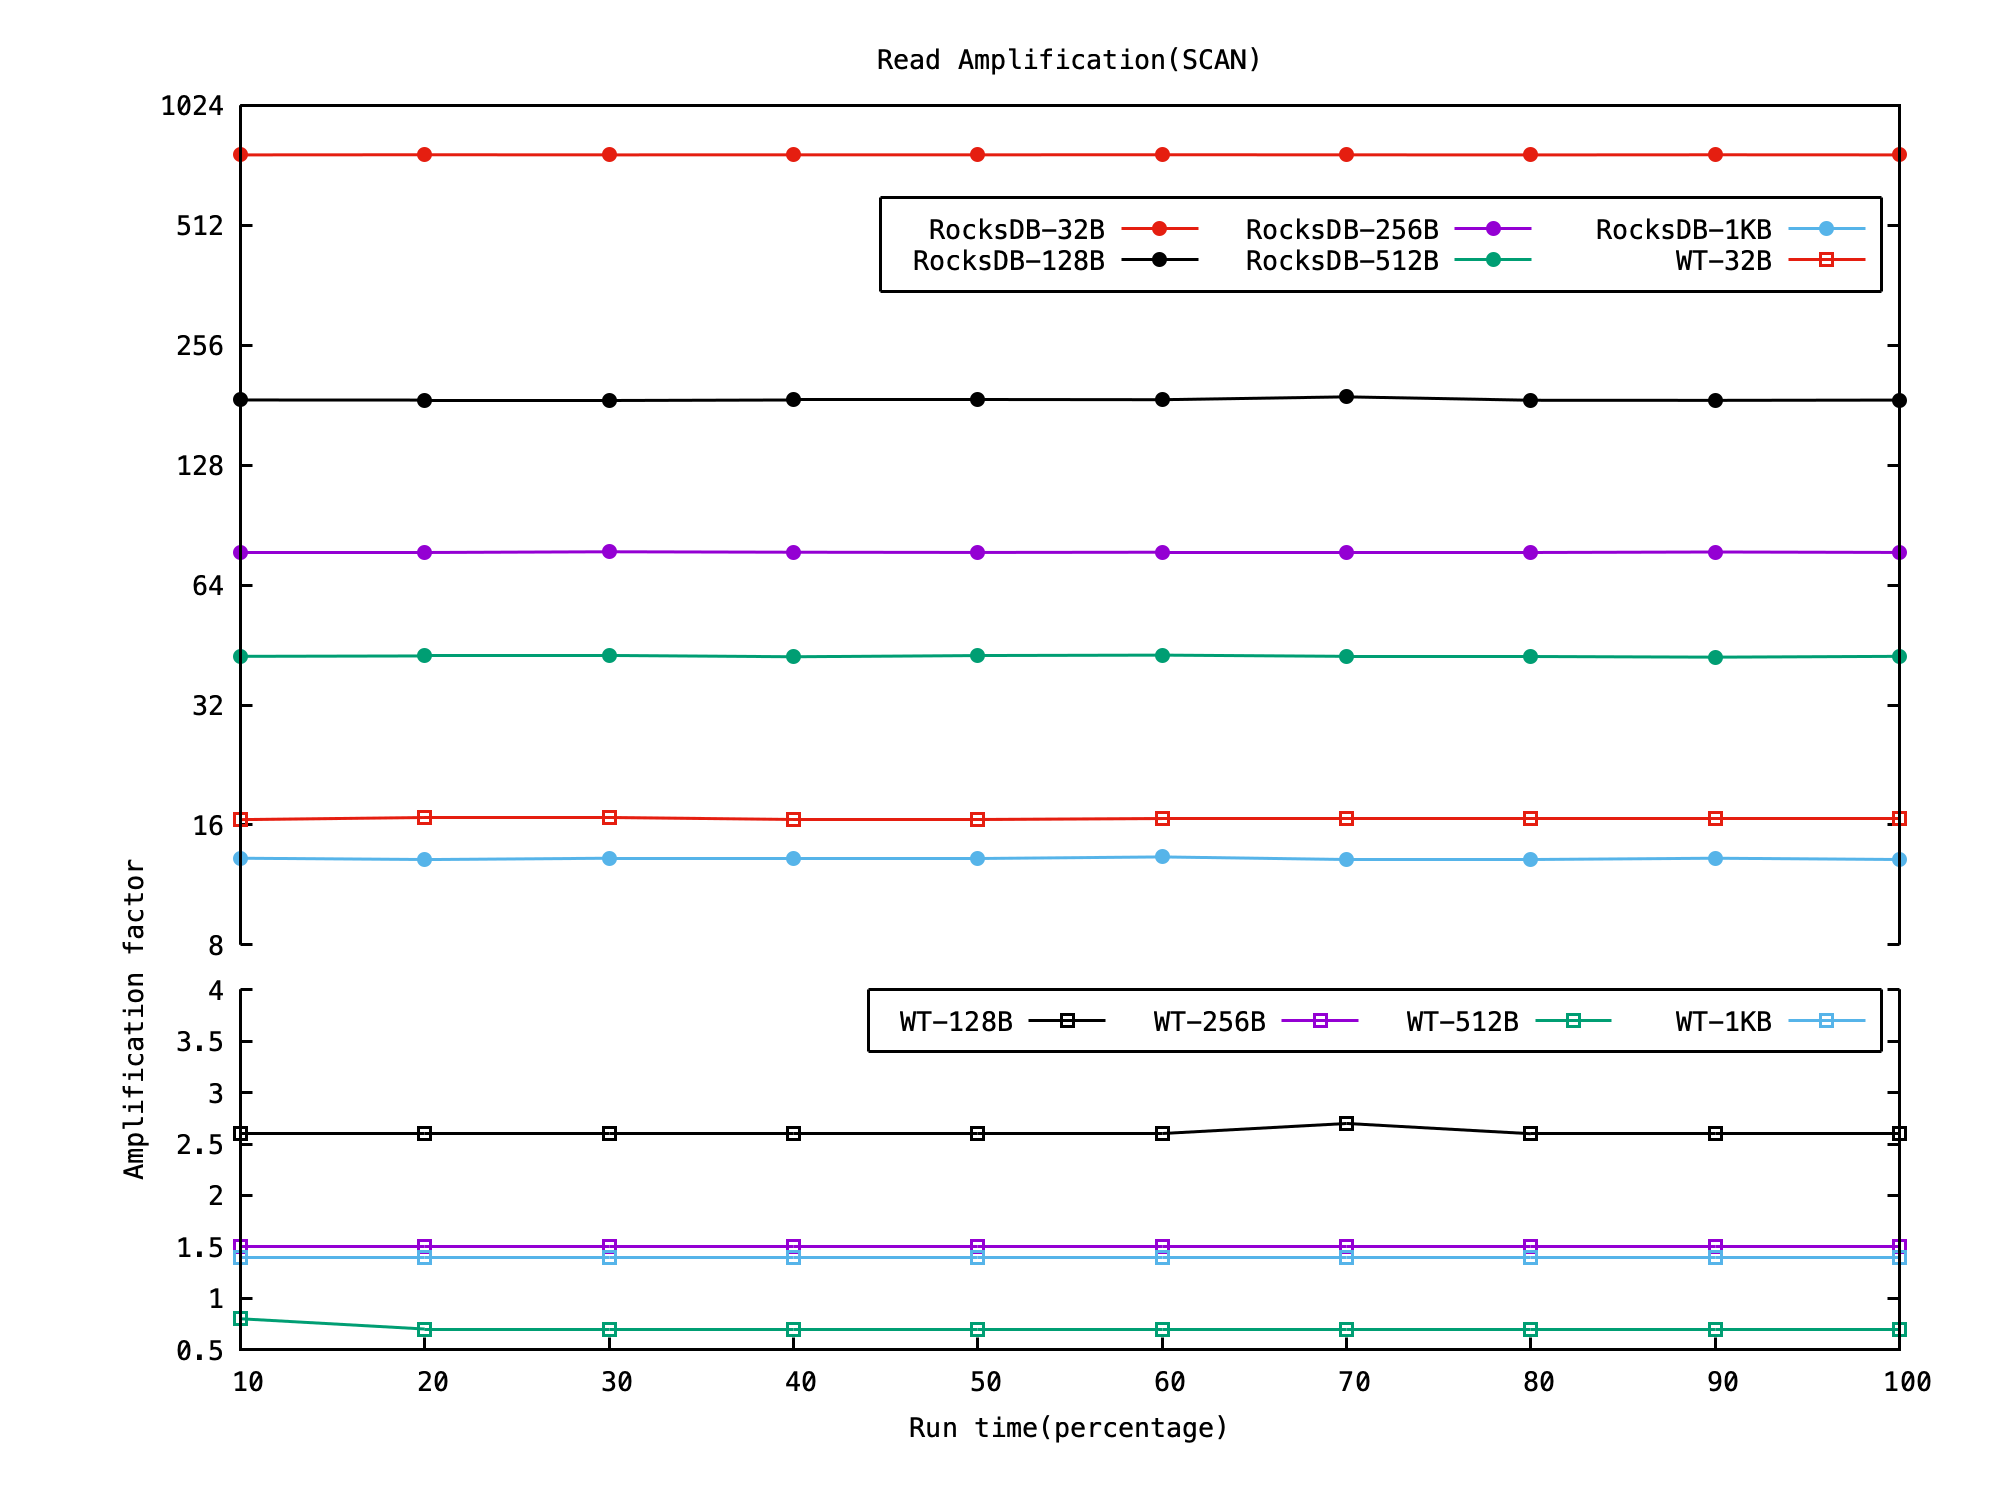 Read Amplification(SCAN)
1024
512
256
128
64
32
16
8
RocksDB-32B
RocksDB-256B
RocksDB-1KB
RocksDB-128B
RocksDB-512B
WT-32B
Amplification factor
4
3.5
3
2.5
2
1.5
1
0.5
WT-128B
WT-256B
WT-512B
WT-1KB
10 20 30 40 50 60 70 80 90 100
Run time(percentage)